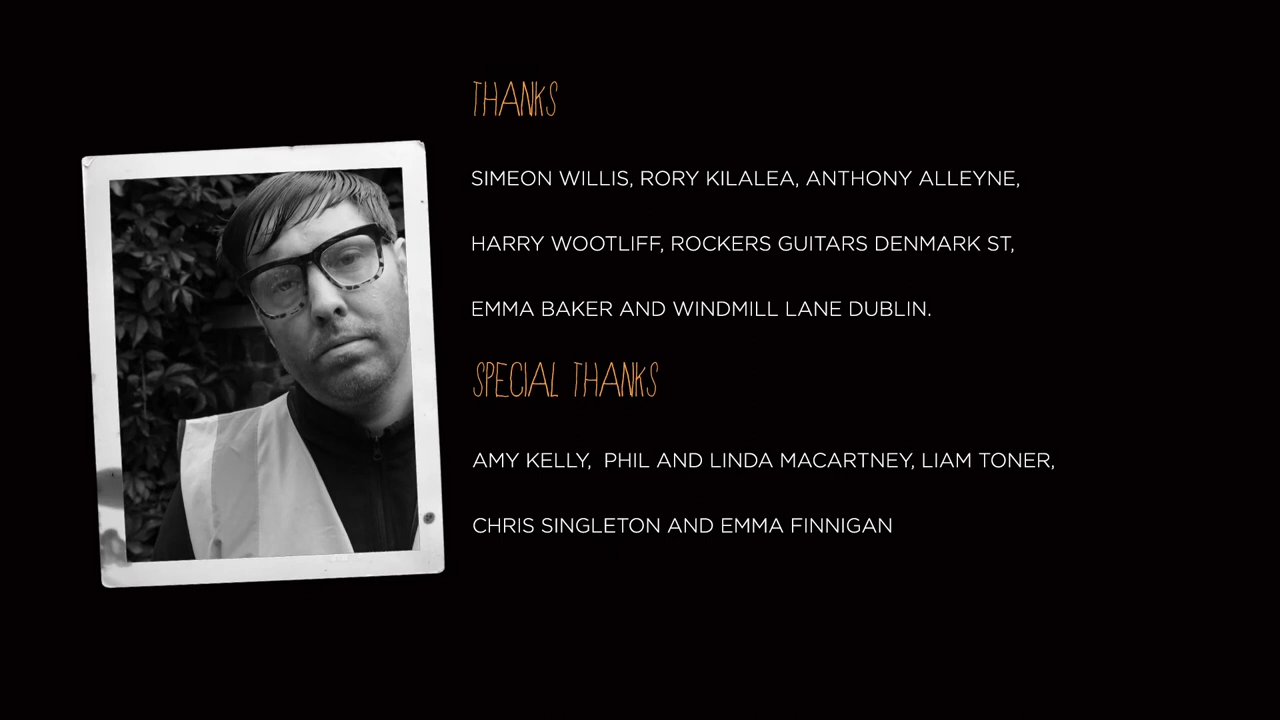 THANKS
SIMEON WILLIS, RORY KILALEA, ANTHONY ALLEYNE,
HARRY WOOTLIFF, ROCKERS GUITARS DENMARK ST,
EMMA BAKER AND WINDMILL LANE DUBLIN.
SPECIAL THANKS
AMY KELLY,  PHIL AND LINDA MACARTNEY, LIAM TONER,
CHRIS SINGLETON AND EMMA FINNIGAN